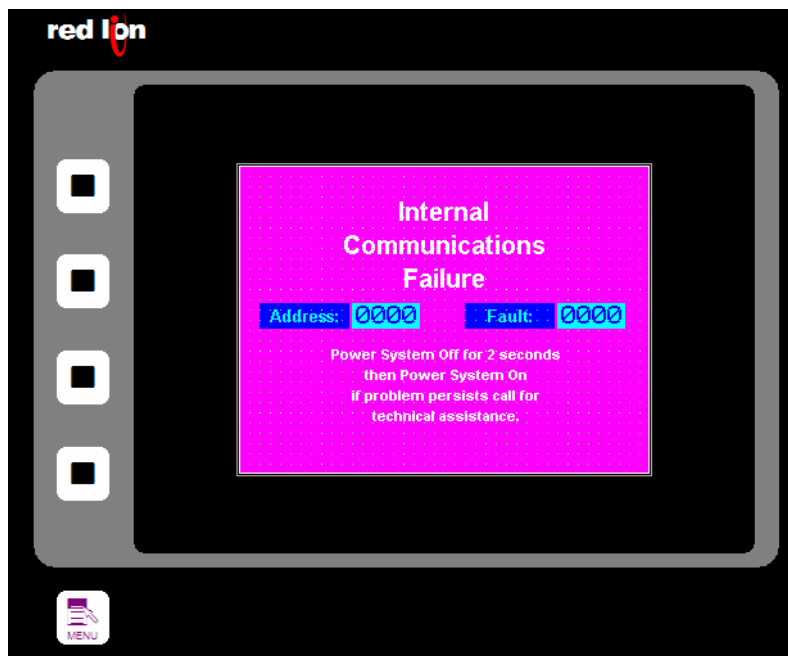 red lion
Internal
Communications
Failure
Address: 0000 Fault: 0000
Power System Off for 2 seconds
then Power System On
if problem persists call for
technical assistance.
MENU